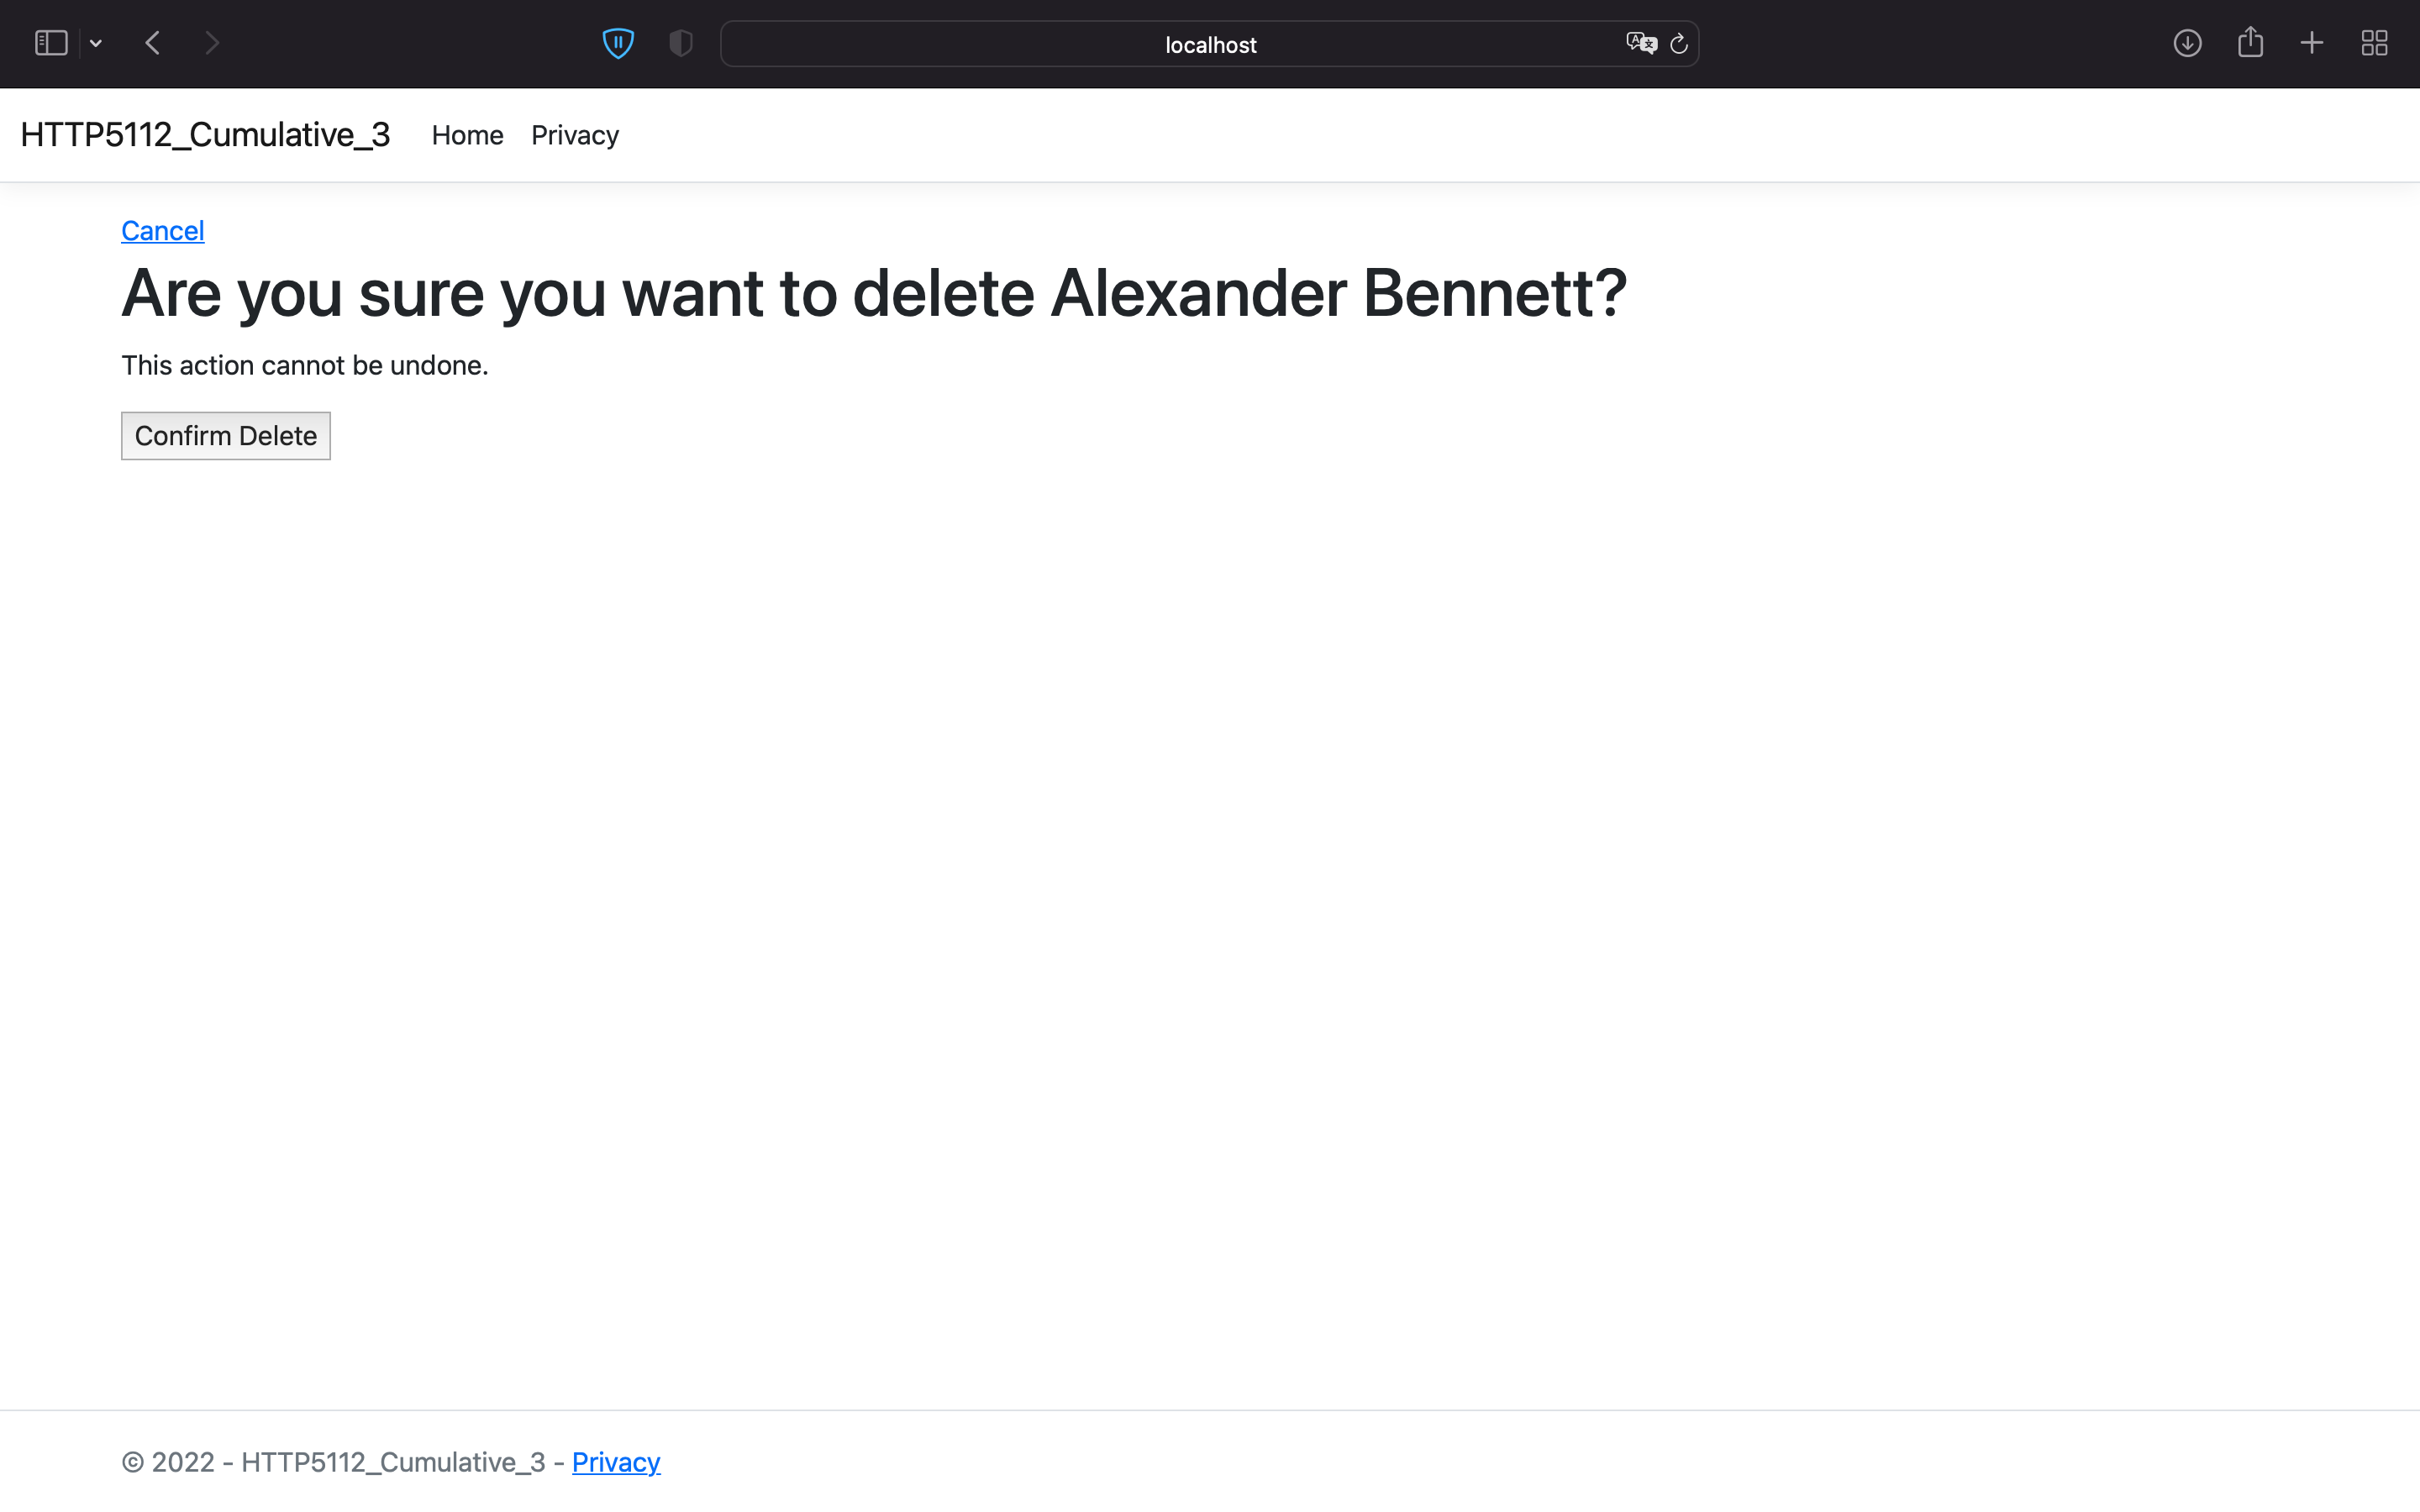 localhost
HTTP5112_Cumulative_3 Home Privacy
Cancel
Are you sure you want to delete Alexander Bennett?
This action cannot be undone.
Confirm Delete
© 2022 - HTTP5112_Cumulative_3 - Privacy